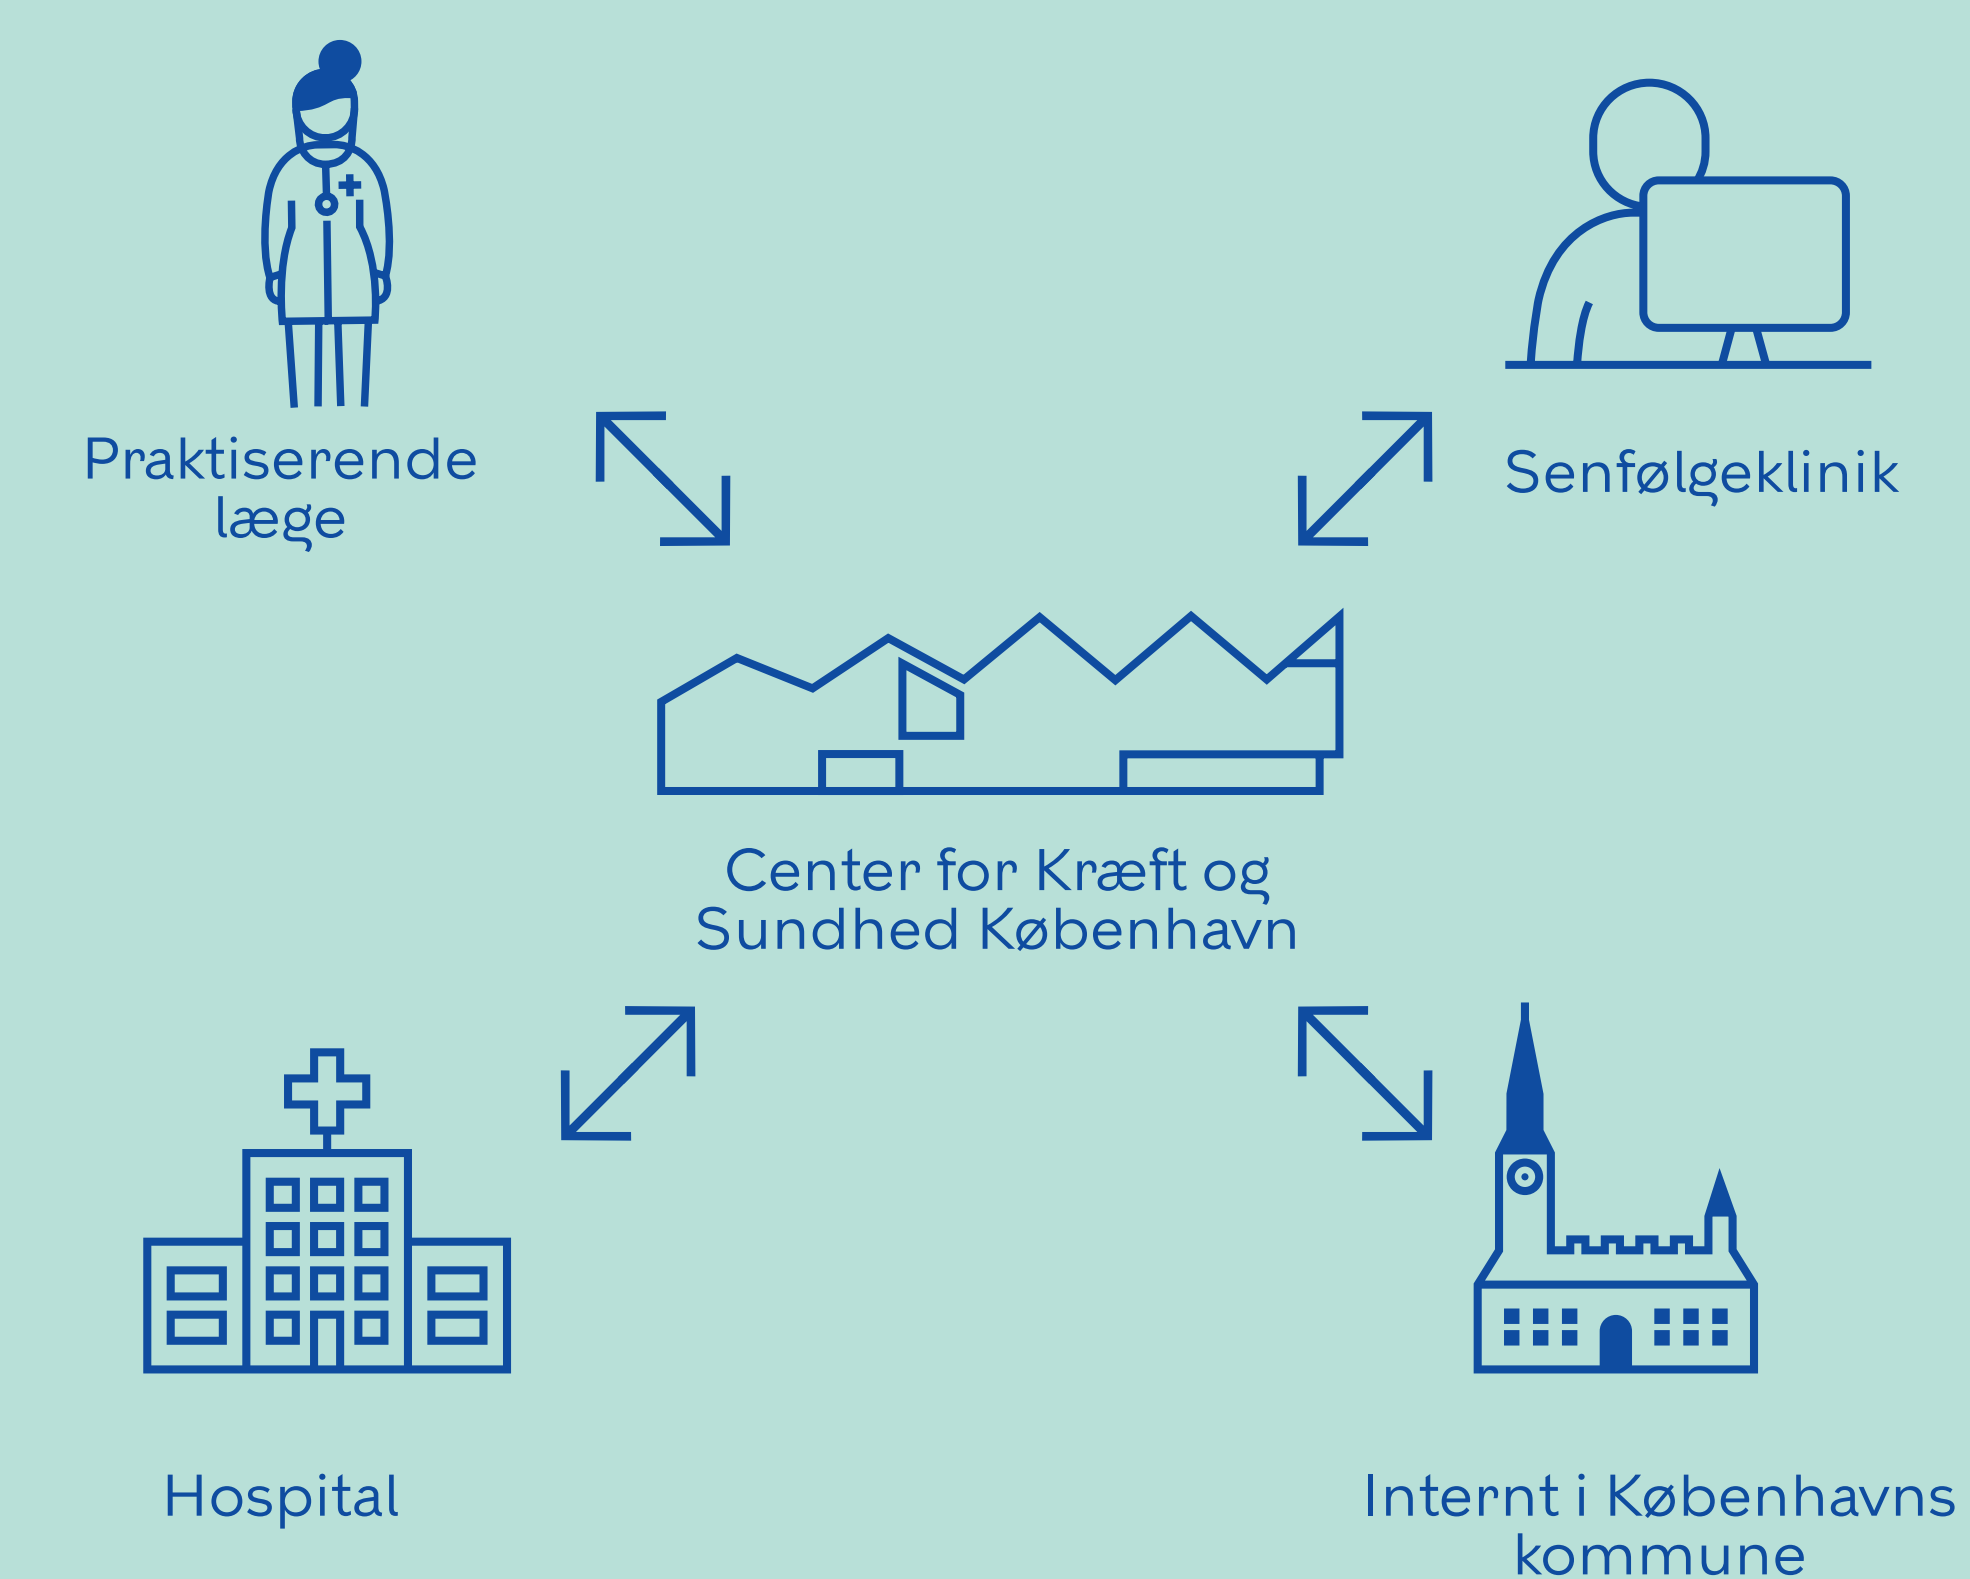 Praktiserende
læge
Senfølgeklinik
Center for Kræft og
Sundhed København
Hospital
Internt i Københavns
kommune